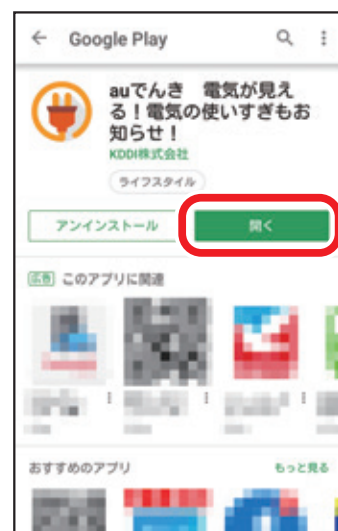 Google Play
auでんき　電気が見え
る！電気の使いすぎもお
知らせ！
KDDI株式会社
ライフスタイル
アンインストール
開く
広告 このアプリに関連
おすすめのアプリ
もっと見る